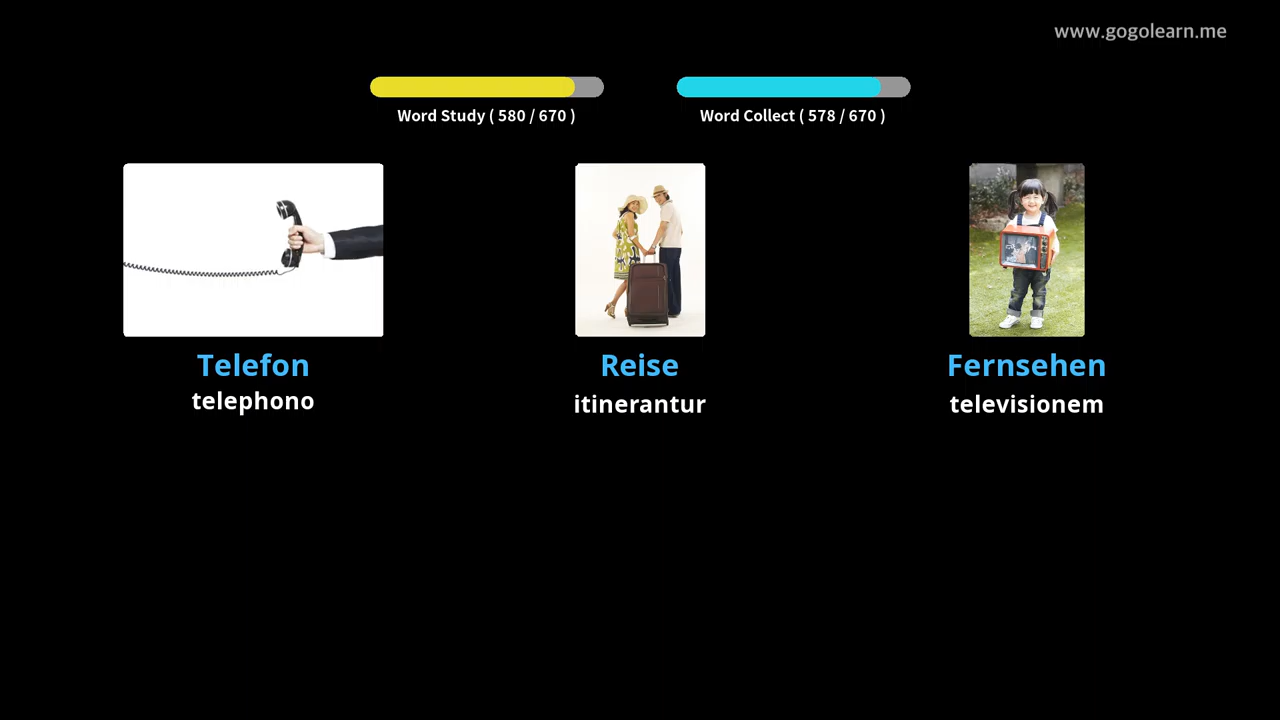 www.gogolearn.me
Word Study ( 580 / 670 )
Word Collect ( 578 / 670 )
Telefon
telephono
Reise
itinerantur
Fernsehen
televisionem